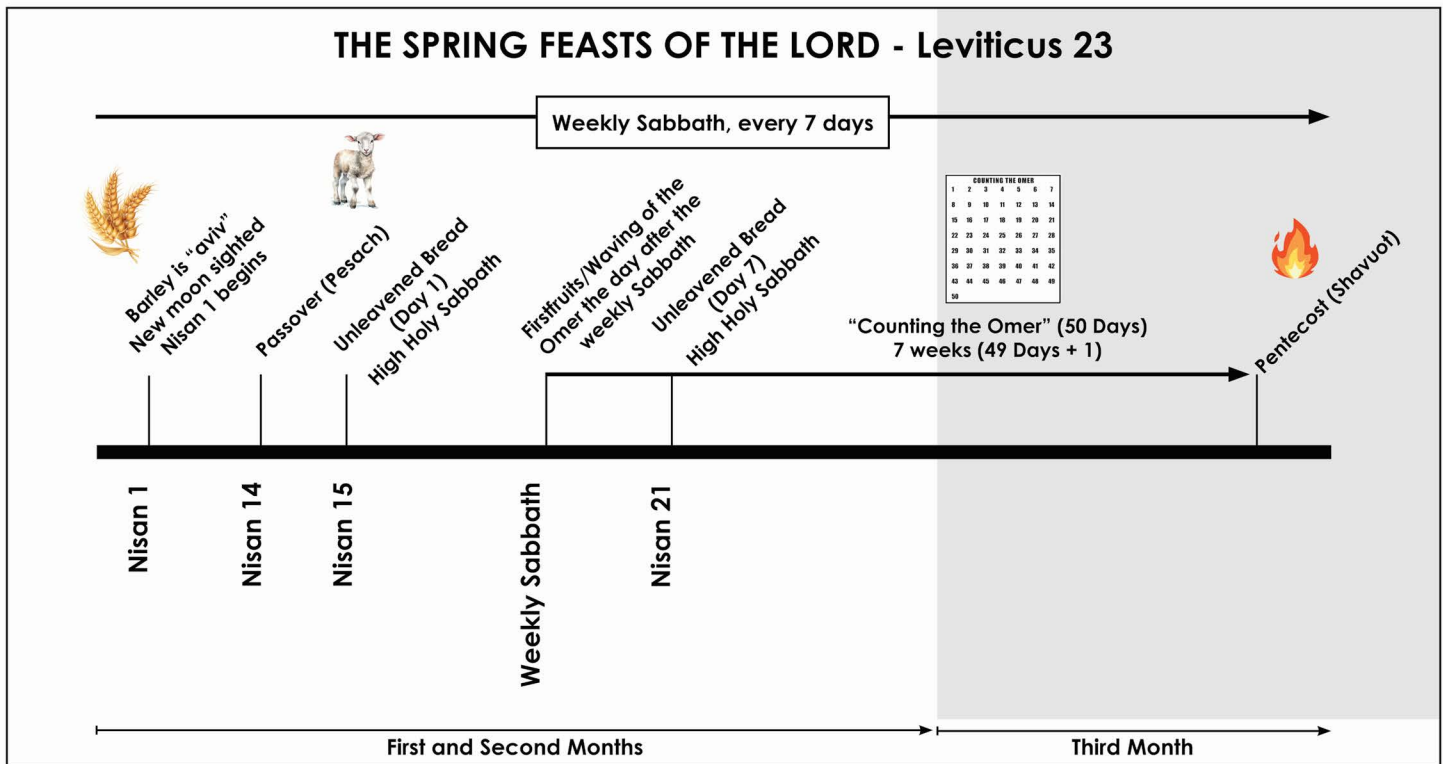 THE SPRING FEASTS OF THE LORD - Leviticus 23
Weekly Sabbath, every 7 days
Barley is “aviv”
New moon sighted
Nisan 1 begins
Passover (Pesach)
Unleavened Bread
(Day 1)
High Holy Sabbath
Firstfruits/Waving of the
Omer the day after the
weekly Sabbath
Unleavened Bread
(Day 7)
High Holy Sabbath
COUNTING THE OMER
1 2 3 4 5 6 7
8 9 10 11 12 13 14
15 16 17 18 19 20 21
22 23 24 25 26 27 28
29 30 31 32 33 34 35
36 37 38 39 40 41 42
43 44 45 46 47 48 49
50
“Counting the Omer” (50 Days)
7 weeks (49 Days + 1)
Pentecost (Shavuot)
Nisan 1
Nisan 14
Nisan 15
Weekly Sabbath
Nisan 21
First and Second Months
Third Month